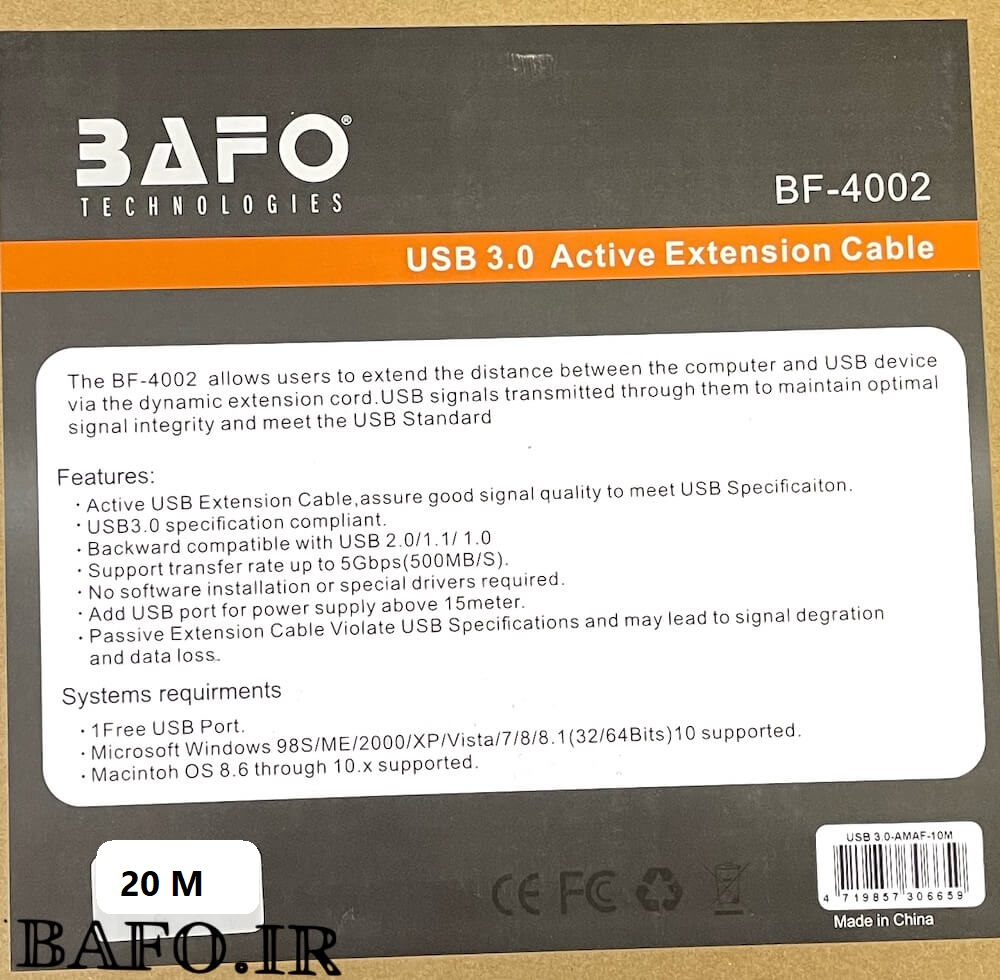 BAFO®
TECHNOLOGIES
BF-4002
USB 3.0 Active Extension Cable
The BF-4002 allows users to extend the distance between the computer and USB device
via the dynamic extension cord.USB signals transmitted through them to maintain optimal
signal integrity and meet the USB Standard
Features:
· Active USB Extension Cable,assure good signal quality to meet USB Specificaiton.
· USB3.0 specification compliant.
· Backward compatible with USB 2.0/1.1/ 1.0
· Support transfer rate up to 5Gbps(500MB/S).
· No software installation or special drivers required.
· Add USB port for power supply above 15meter.
· Passive Extension Cable Violate USB Specifications and may lead to signal degration
and data loss.
Systems requirments
· 1Free USB Port.
· Microsoft Windows 98S/ME/2000/XP/Vista/7/8/8.1(32/64Bits)10 supported.
· Macintoh OS 8.6 through 10.x supported.
USB 3.0-AMAF-10M
4 719857 306659
Made in China
20 M
CE FC
BAFO.IR